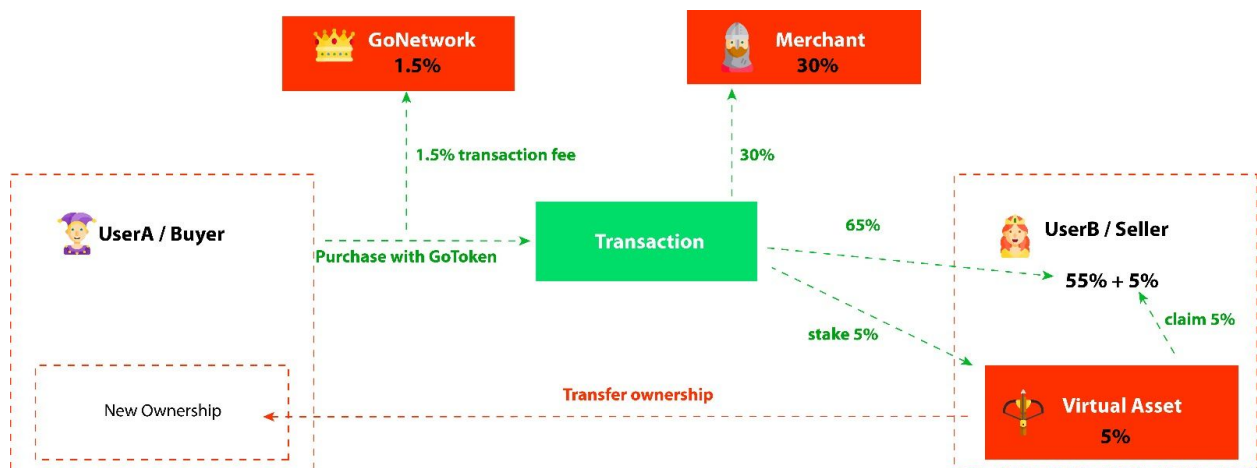 GoNetwork
1.5%
Merchant
30%
1.5% transaction fee
30%
UserA / Buyer
Purchase with GoToken
Transaction
65%
UserB / Seller
55% + 5%
stake 5%
claim 5%
New Ownership
Transfer ownership
Virtual Asset
5%